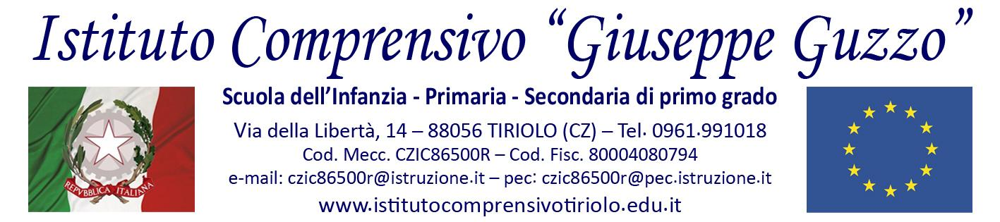 Istituto Comprensivo “Giuseppe Guzzo”
Scuola dell’Infanzia - Primaria - Secondaria di primo grado
Via della Libertà, 14 – 88056 TIRIOLO (CZ) – Tel. 0961.991018
Cod. Mecc. CZIC86500R – Cod. Fisc. 80004080794
e-mail: czic86500r@istruzione.it – pec: czic86500r@pec.istruzione.it
REPVBBLICA ITALIANA
www.istitutocomprensivotiriolo.edu.it